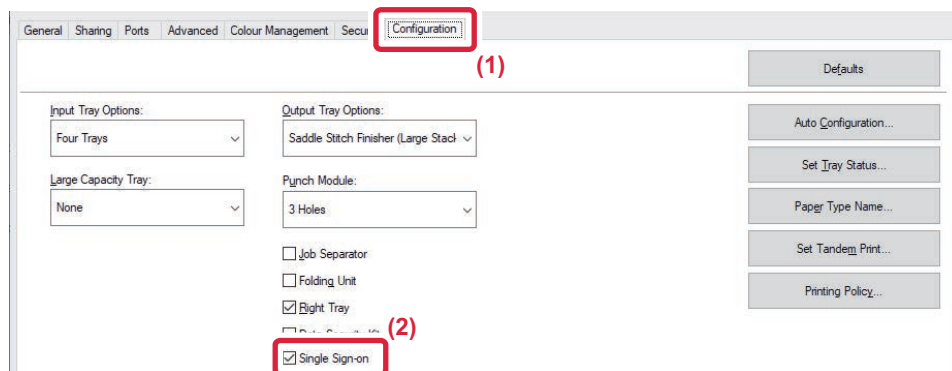 General Sharing Ports Advanced Colour Management Secu Configuration
(1)
Defaults
Input Tray Options:
Four Trays
Large Capacity Tray:
None
Output Tray Options:
Saddle Stitch Finisher (Large Stack
Punch Module:
3 Holes
Job Separator
Folding Unit
Right Tray
(2)
Single Sign-on
Auto Configuration...
Set Tray Status...
Paper Type Name...
Set Tandem Print...
Printing Policy...